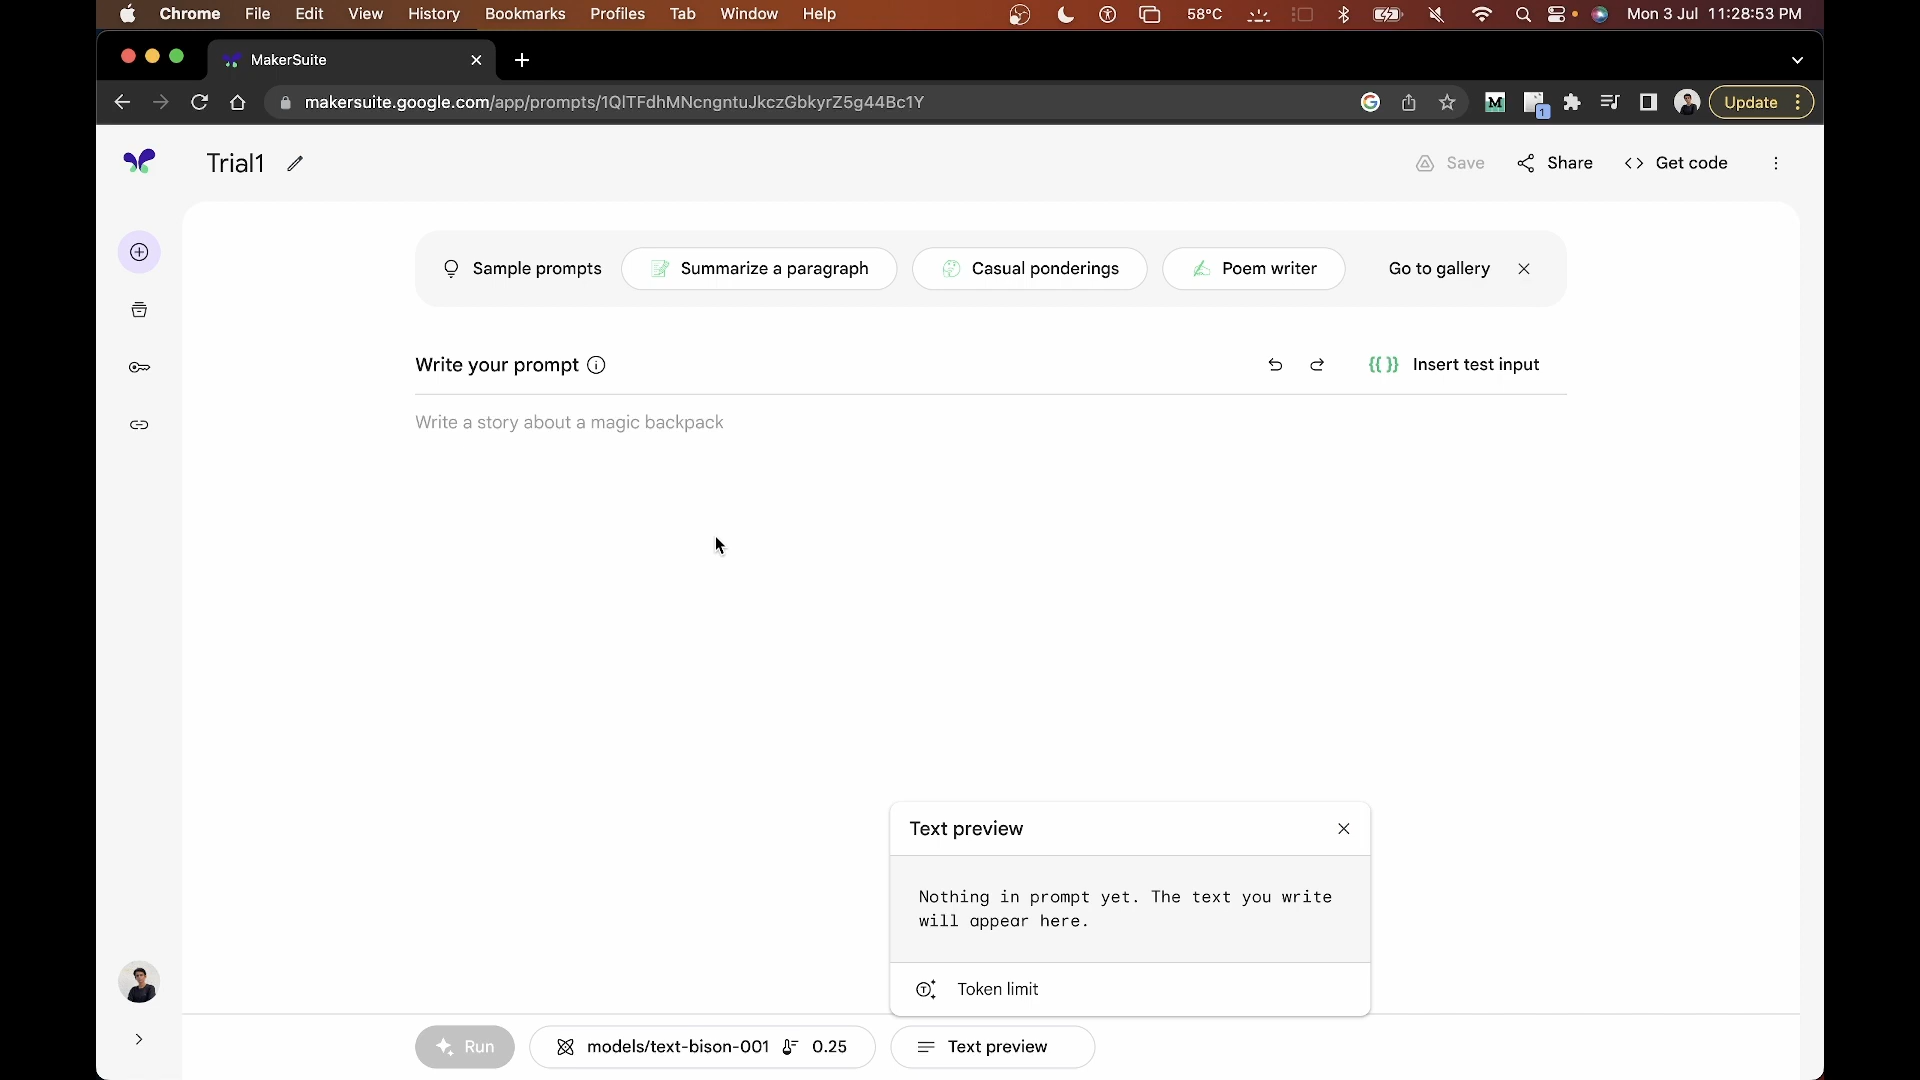 Chrome File Edit View History Bookmarks Profiles Tab Window Help 58°C Mon 3 Jul 11:28:53 PM
MakerSuite
makersuite.google.com/app/prompts/1QlTFdhMNcngntuJkczGbkyrZ5g44Bc1Y M 1 Update
Trial1 Save Share <> Get code
Sample prompts Summarize a paragraph Casual ponderings Poem writer Go to gallery
Write your prompt {{ }} Insert test input
Write a story about a magic backpack
Text preview
Nothing in prompt yet. The text you write
will appear here.
Token limit
Run models/text-bison-001 0.25 Text preview